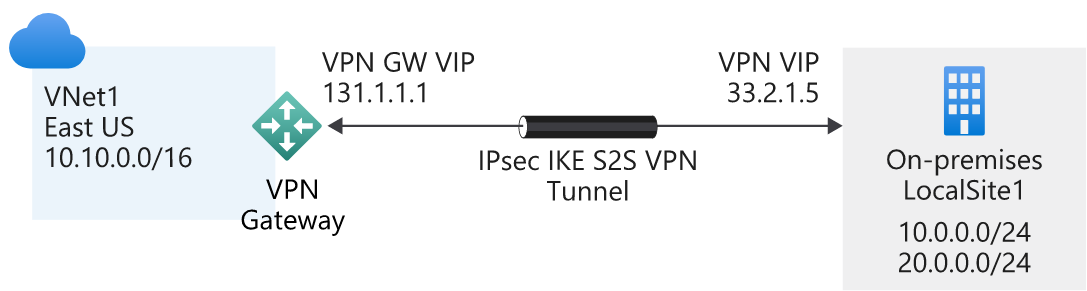 VNet1
East US
10.10.0.0/16
VPN
Gateway
VPN GW VIP
131.1.1.1
IPsec IKE S2S VPN
Tunnel
VPN VIP
33.2.1.5
On-premises
LocalSite1
10.0.0.0/24
20.0.0.0/24